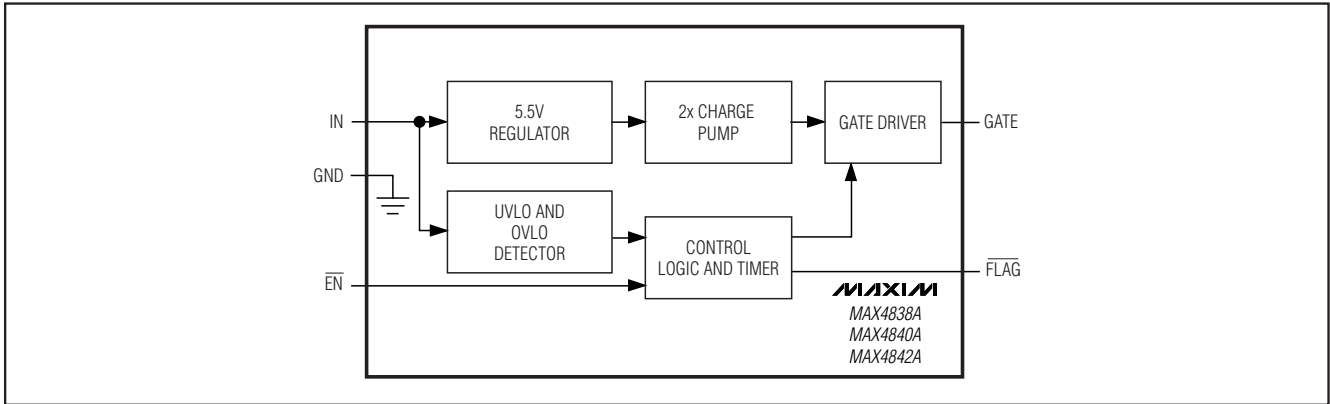 IN
5.5V
REGULATOR
2x CHARGE
PUMP
GATE DRIVER
GATE
GND
UVLO AND
OVLO
DETECTOR
CONTROL
LOGIC AND TIMER
EN
FLAG
MAXIM
MAX4838A
MAX4840A
MAX4842A